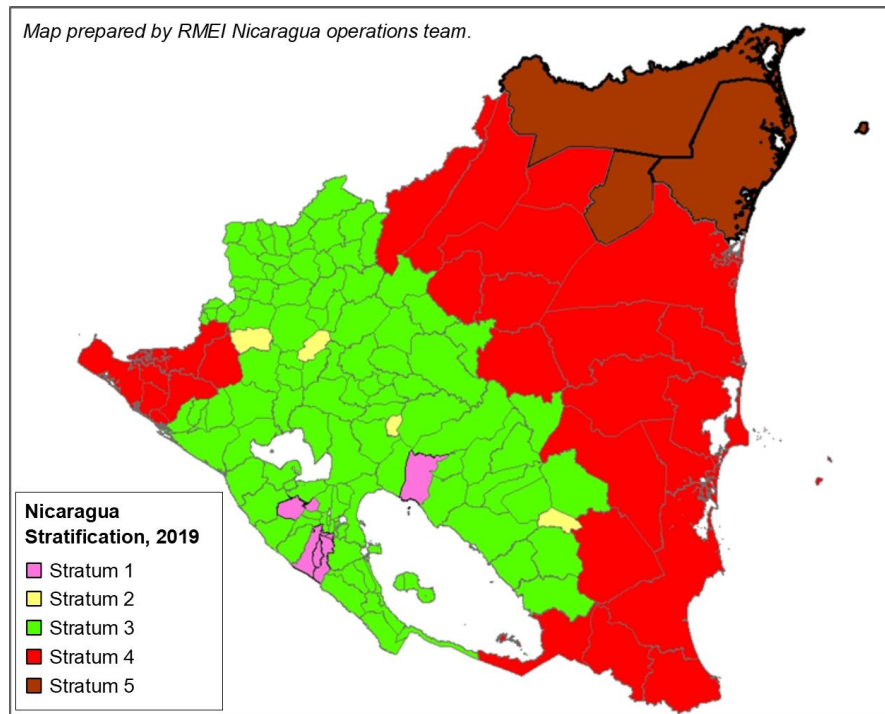 Map prepared by RMEI Nicaragua operations team.
Nicaragua
Stratification, 2019
Stratum 1
Stratum 2
Stratum 3
Stratum 4
Stratum 5